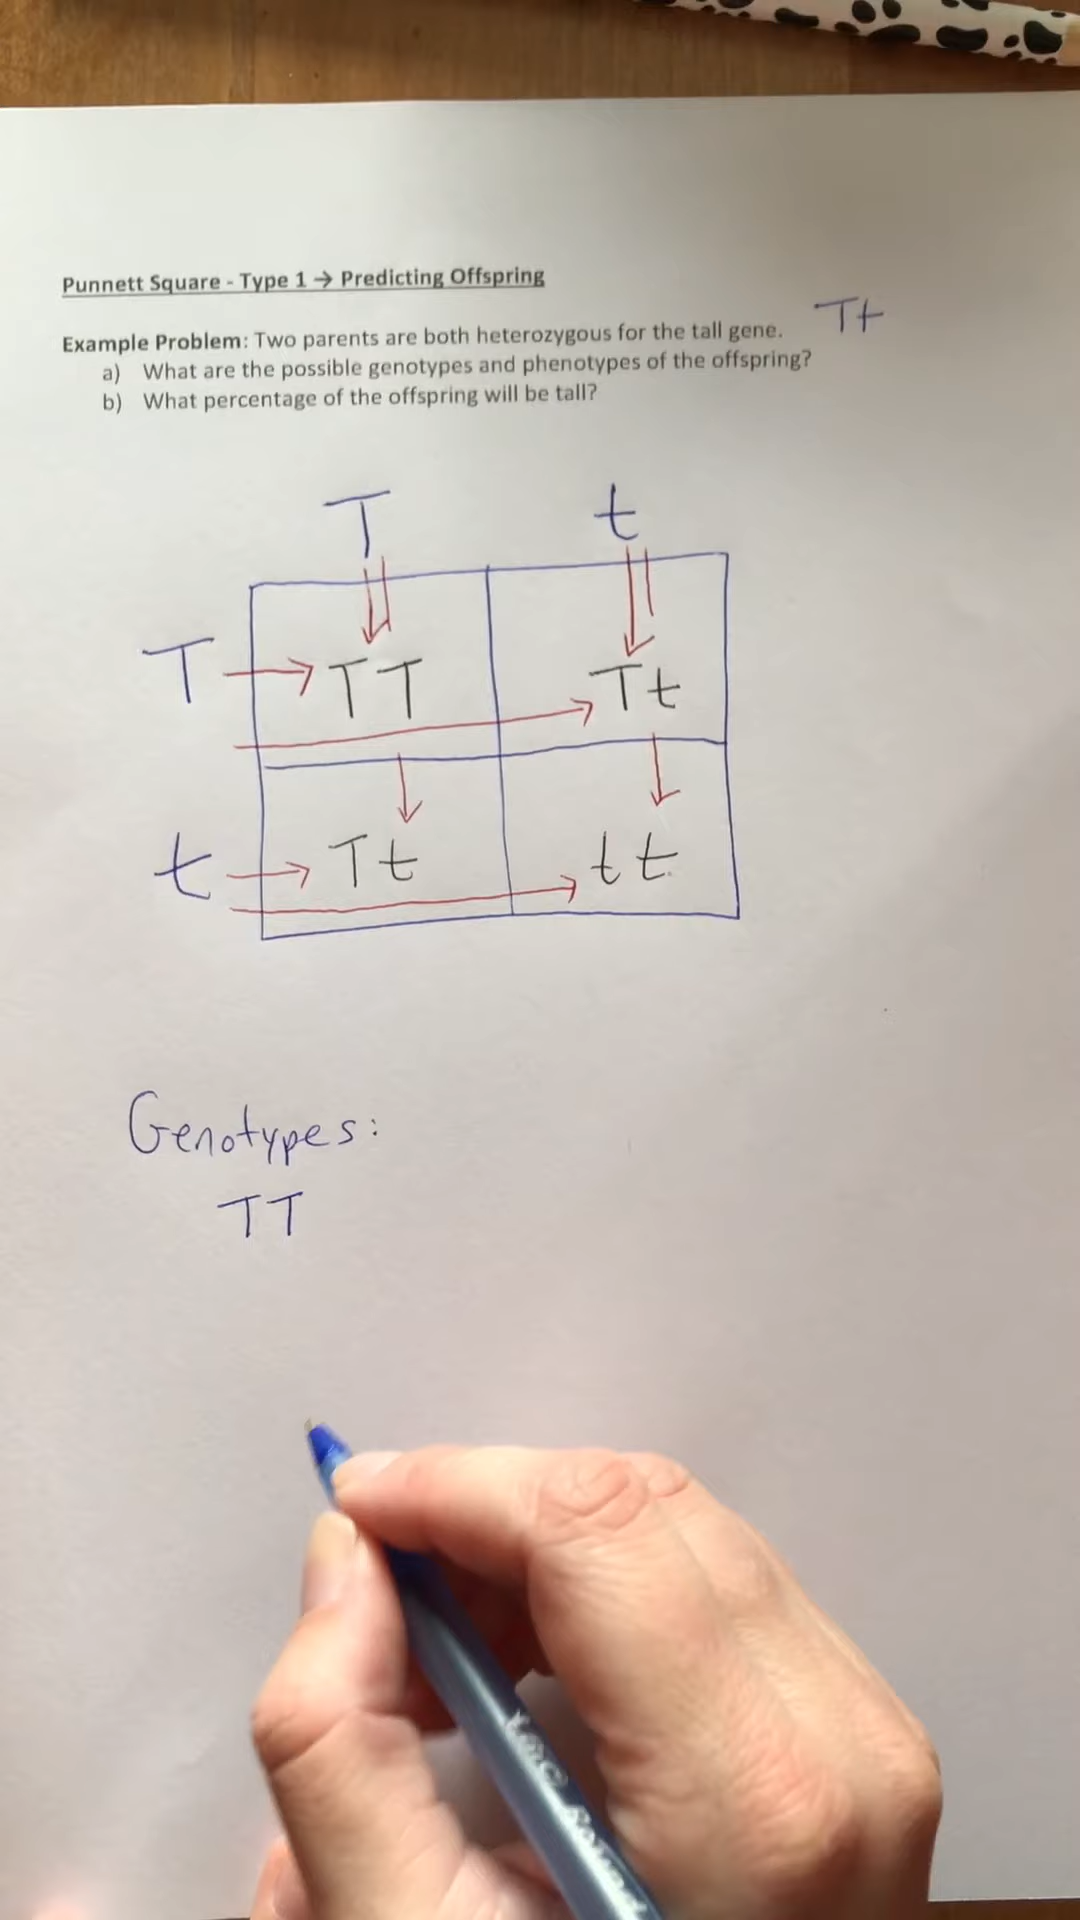 Punnett Square - Type 1 → Predicting Offspring
Example Problem: Two parents are both heterozygous for the tall gene. Tt
a) What are the possible genotypes and phenotypes of the offspring?
b) What percentage of the offspring will be tall?
T t
T TT Tt
t Tt tt
Genotypes:
TT